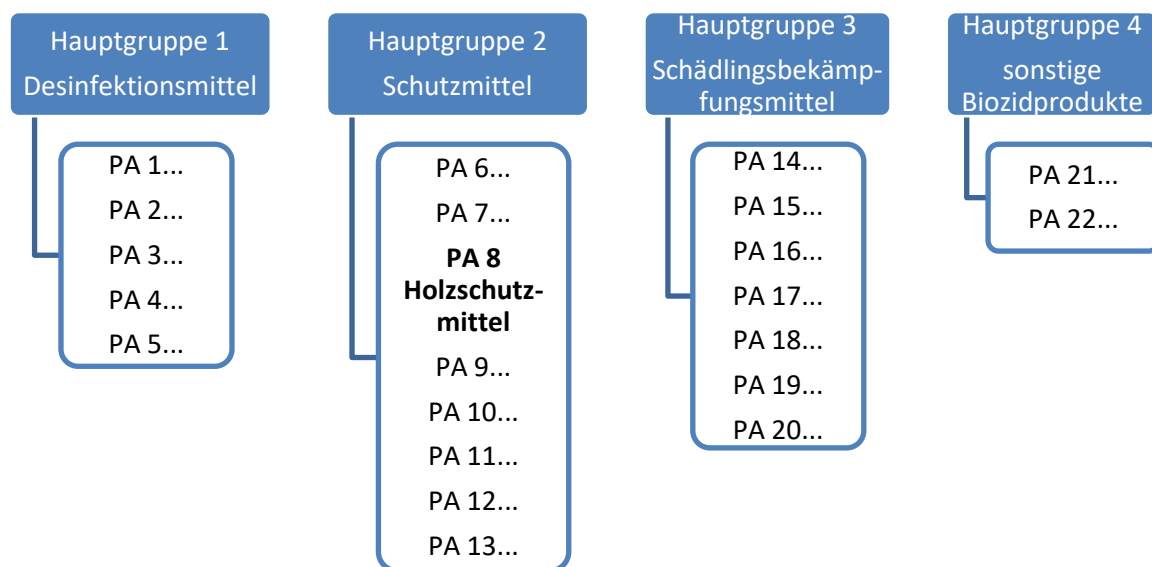 Hauptgruppe 1
Desinfektionsmittel
PA 1...
PA 2...
PA 3...
PA 4...
PA 5...
Hauptgruppe 2
Schutzmittel
PA 6...
PA 7...
PA 8
Holzschutz-
mittel
PA 9...
PA 10...
PA 11...
PA 12...
PA 13...
Hauptgruppe 3
Schädlingsbekämp-
fungsmittel
PA 14...
PA 15...
PA 16...
PA 17...
PA 18...
PA 19...
PA 20...
Hauptgruppe 4
sonstige
Biozidprodukte
PA 21...
PA 22...